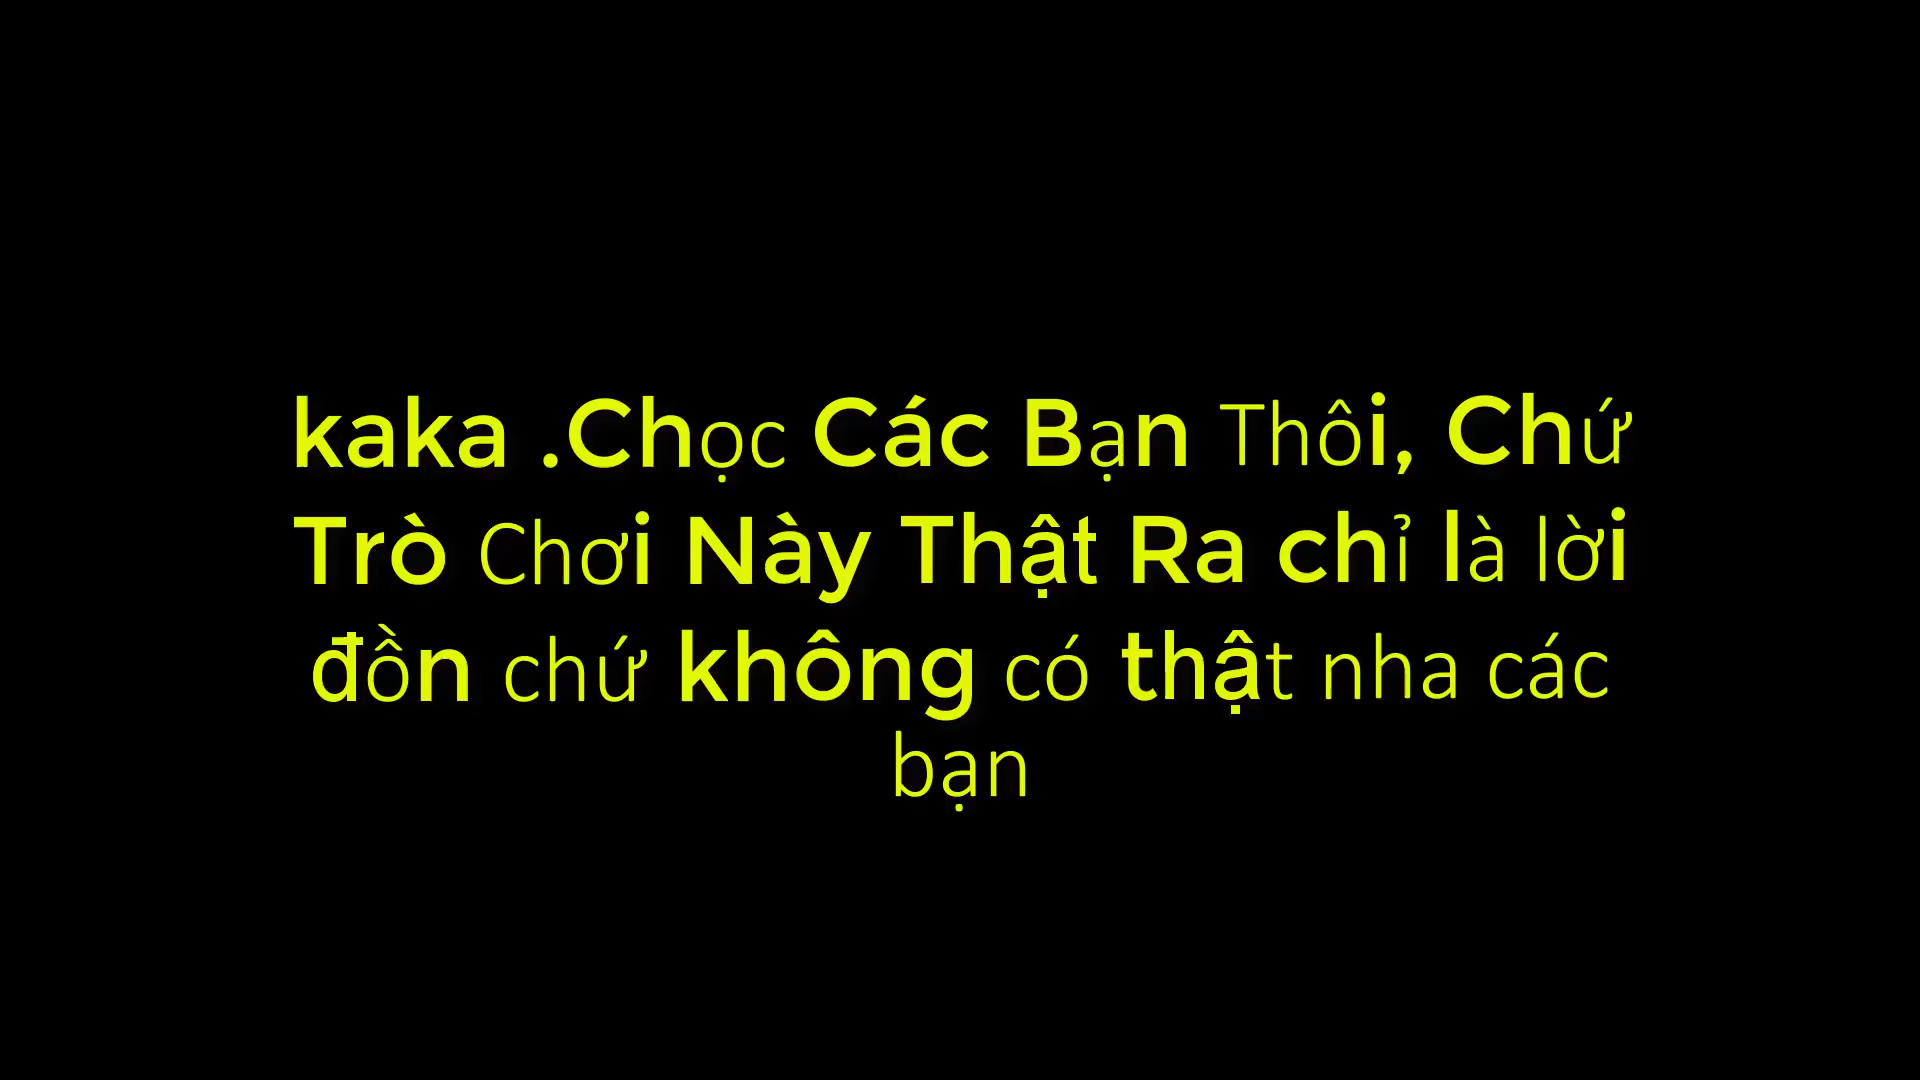 kaka .Chọc Các Bạn Thôi, Chứ
Trò Chơi Này Thật Ra chỉ là lời
đồn chứ không có thật nha các
bạn